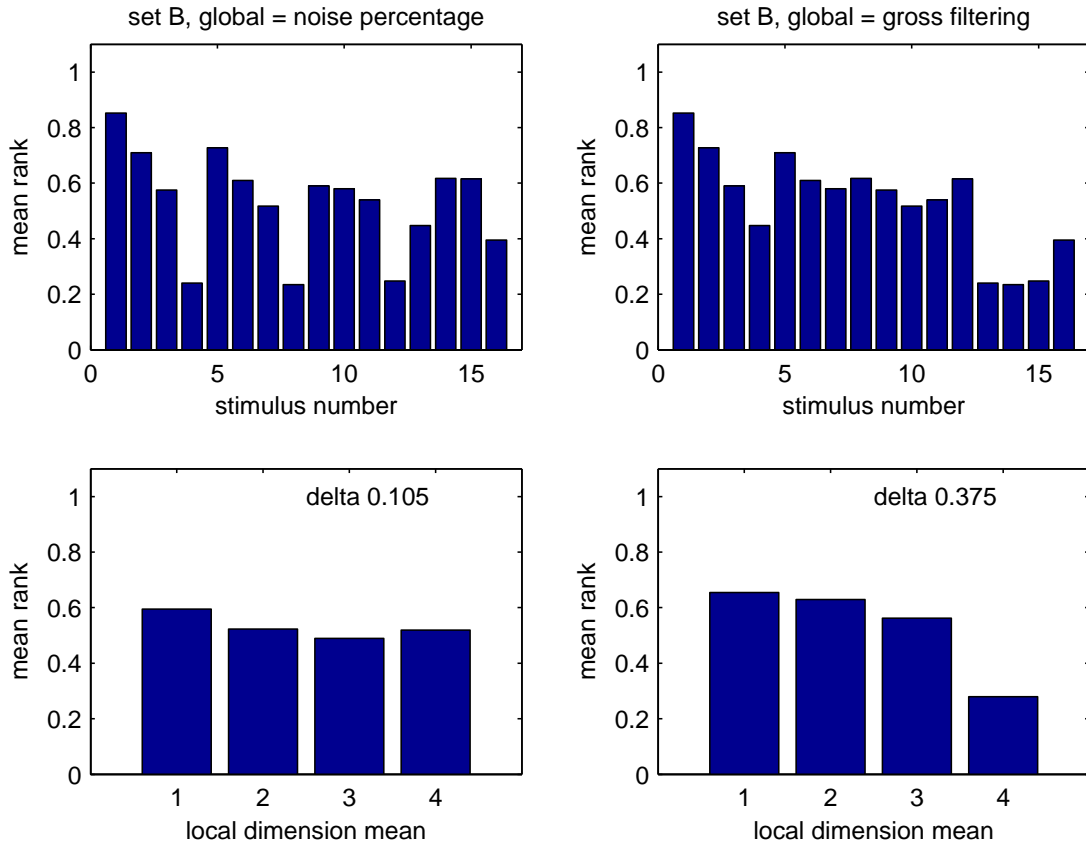 set B, global = noise percentage
1
0.8
0.6
0.4
0.2
0
mean rank
0 5 10 15
stimulus number
set B, global = gross filtering
1
0.8
0.6
0.4
0.2
0
mean rank
0 5 10 15
stimulus number
delta 0.105
1
0.8
0.6
0.4
0.2
0
mean rank
1 2 3 4
local dimension mean
delta 0.375
1
0.8
0.6
0.4
0.2
0
mean rank
1 2 3 4
local dimension mean